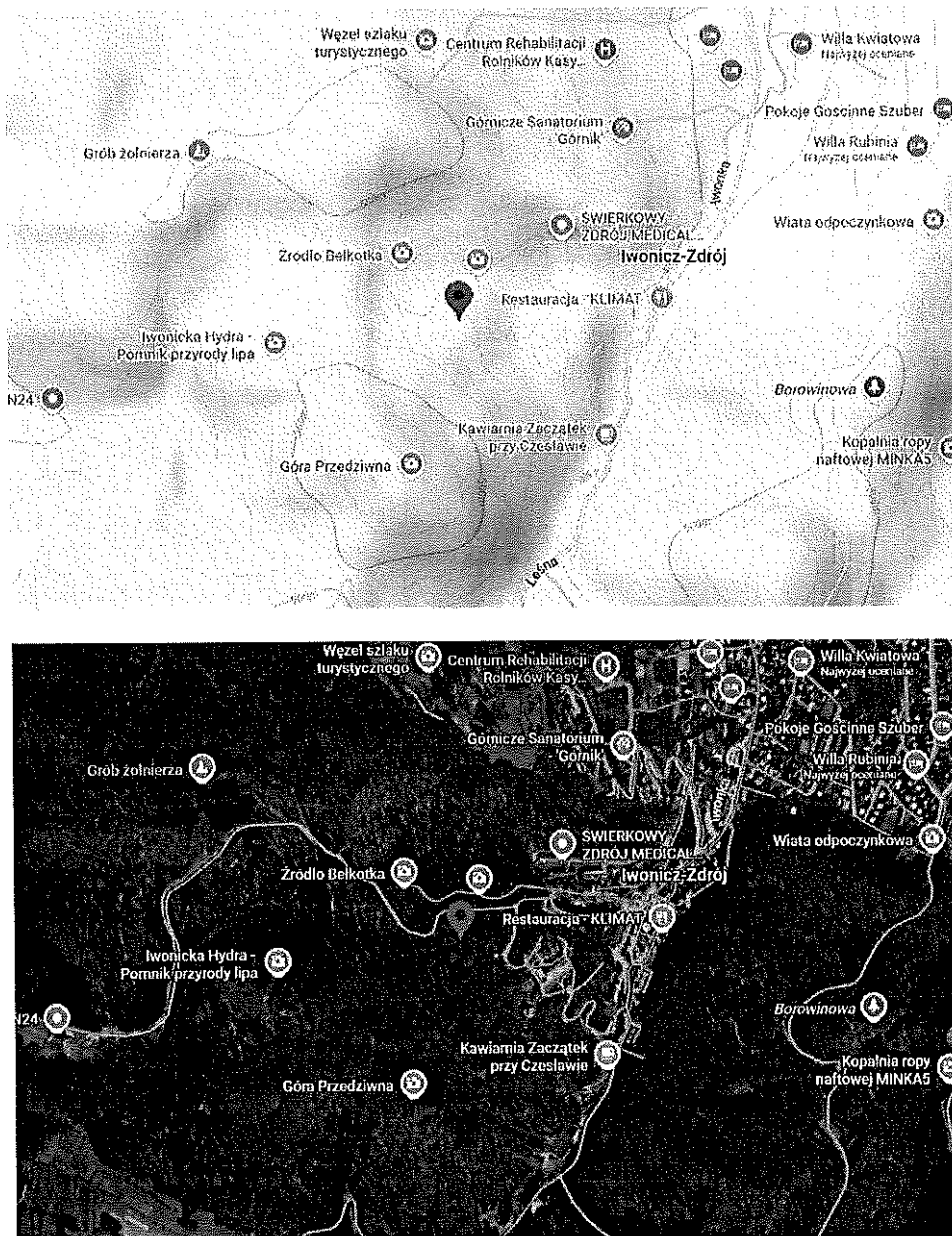 Węzeł szlaku
turystycznego
Centrum Rehabilitacji
Rolników Kasy...
Willa Kwiatowa
Najwyżej oceniane
Pokoje Gościnne Szuber
Górnicze Sanatorium
Górnik
Willa Rubinia
Najwyżej oceniane
Grób żołnierza
Iwonka
ŚWIERKOWY
ZDRÓJ MEDICAL...
Wiata odpoczynkowa
Źródło Bełkotka
Iwonicz-Zdrój
Restauracja - KLIMAT
Iwonicka Hydra -
Pomnik przyrody lipa
Borowinowa
N24
Kawiarnia Zaczątek
przy Czesławie
Kopalnia ropy
naftowej MINKA5
Góra Przedziwna
Leśna
Węzeł szlaku
turystycznego
Centrum Rehabilitacji
Rolników Kasy...
Willa Kwiatowa
Najwyżej oceniane
Pokoje Gościnne Szuber
Górnicze Sanatorium
Górnik
Willa Rubinia
Najwyżej oceniane
Grób żołnierza
Iwonka
ŚWIERKOWY
ZDRÓJ MEDICAL...
Wiata odpoczynkowa
Źródło Bełkotka
Iwonicz-Zdrój
Restauracja - KLIMAT
Iwonicka Hydra -
Pomnik przyrody lipa
Borowinowa
N24
Kawiarnia Zaczątek
przy Czesławie
Kopalnia ropy
naftowej MINKA5
Góra Przedziwna